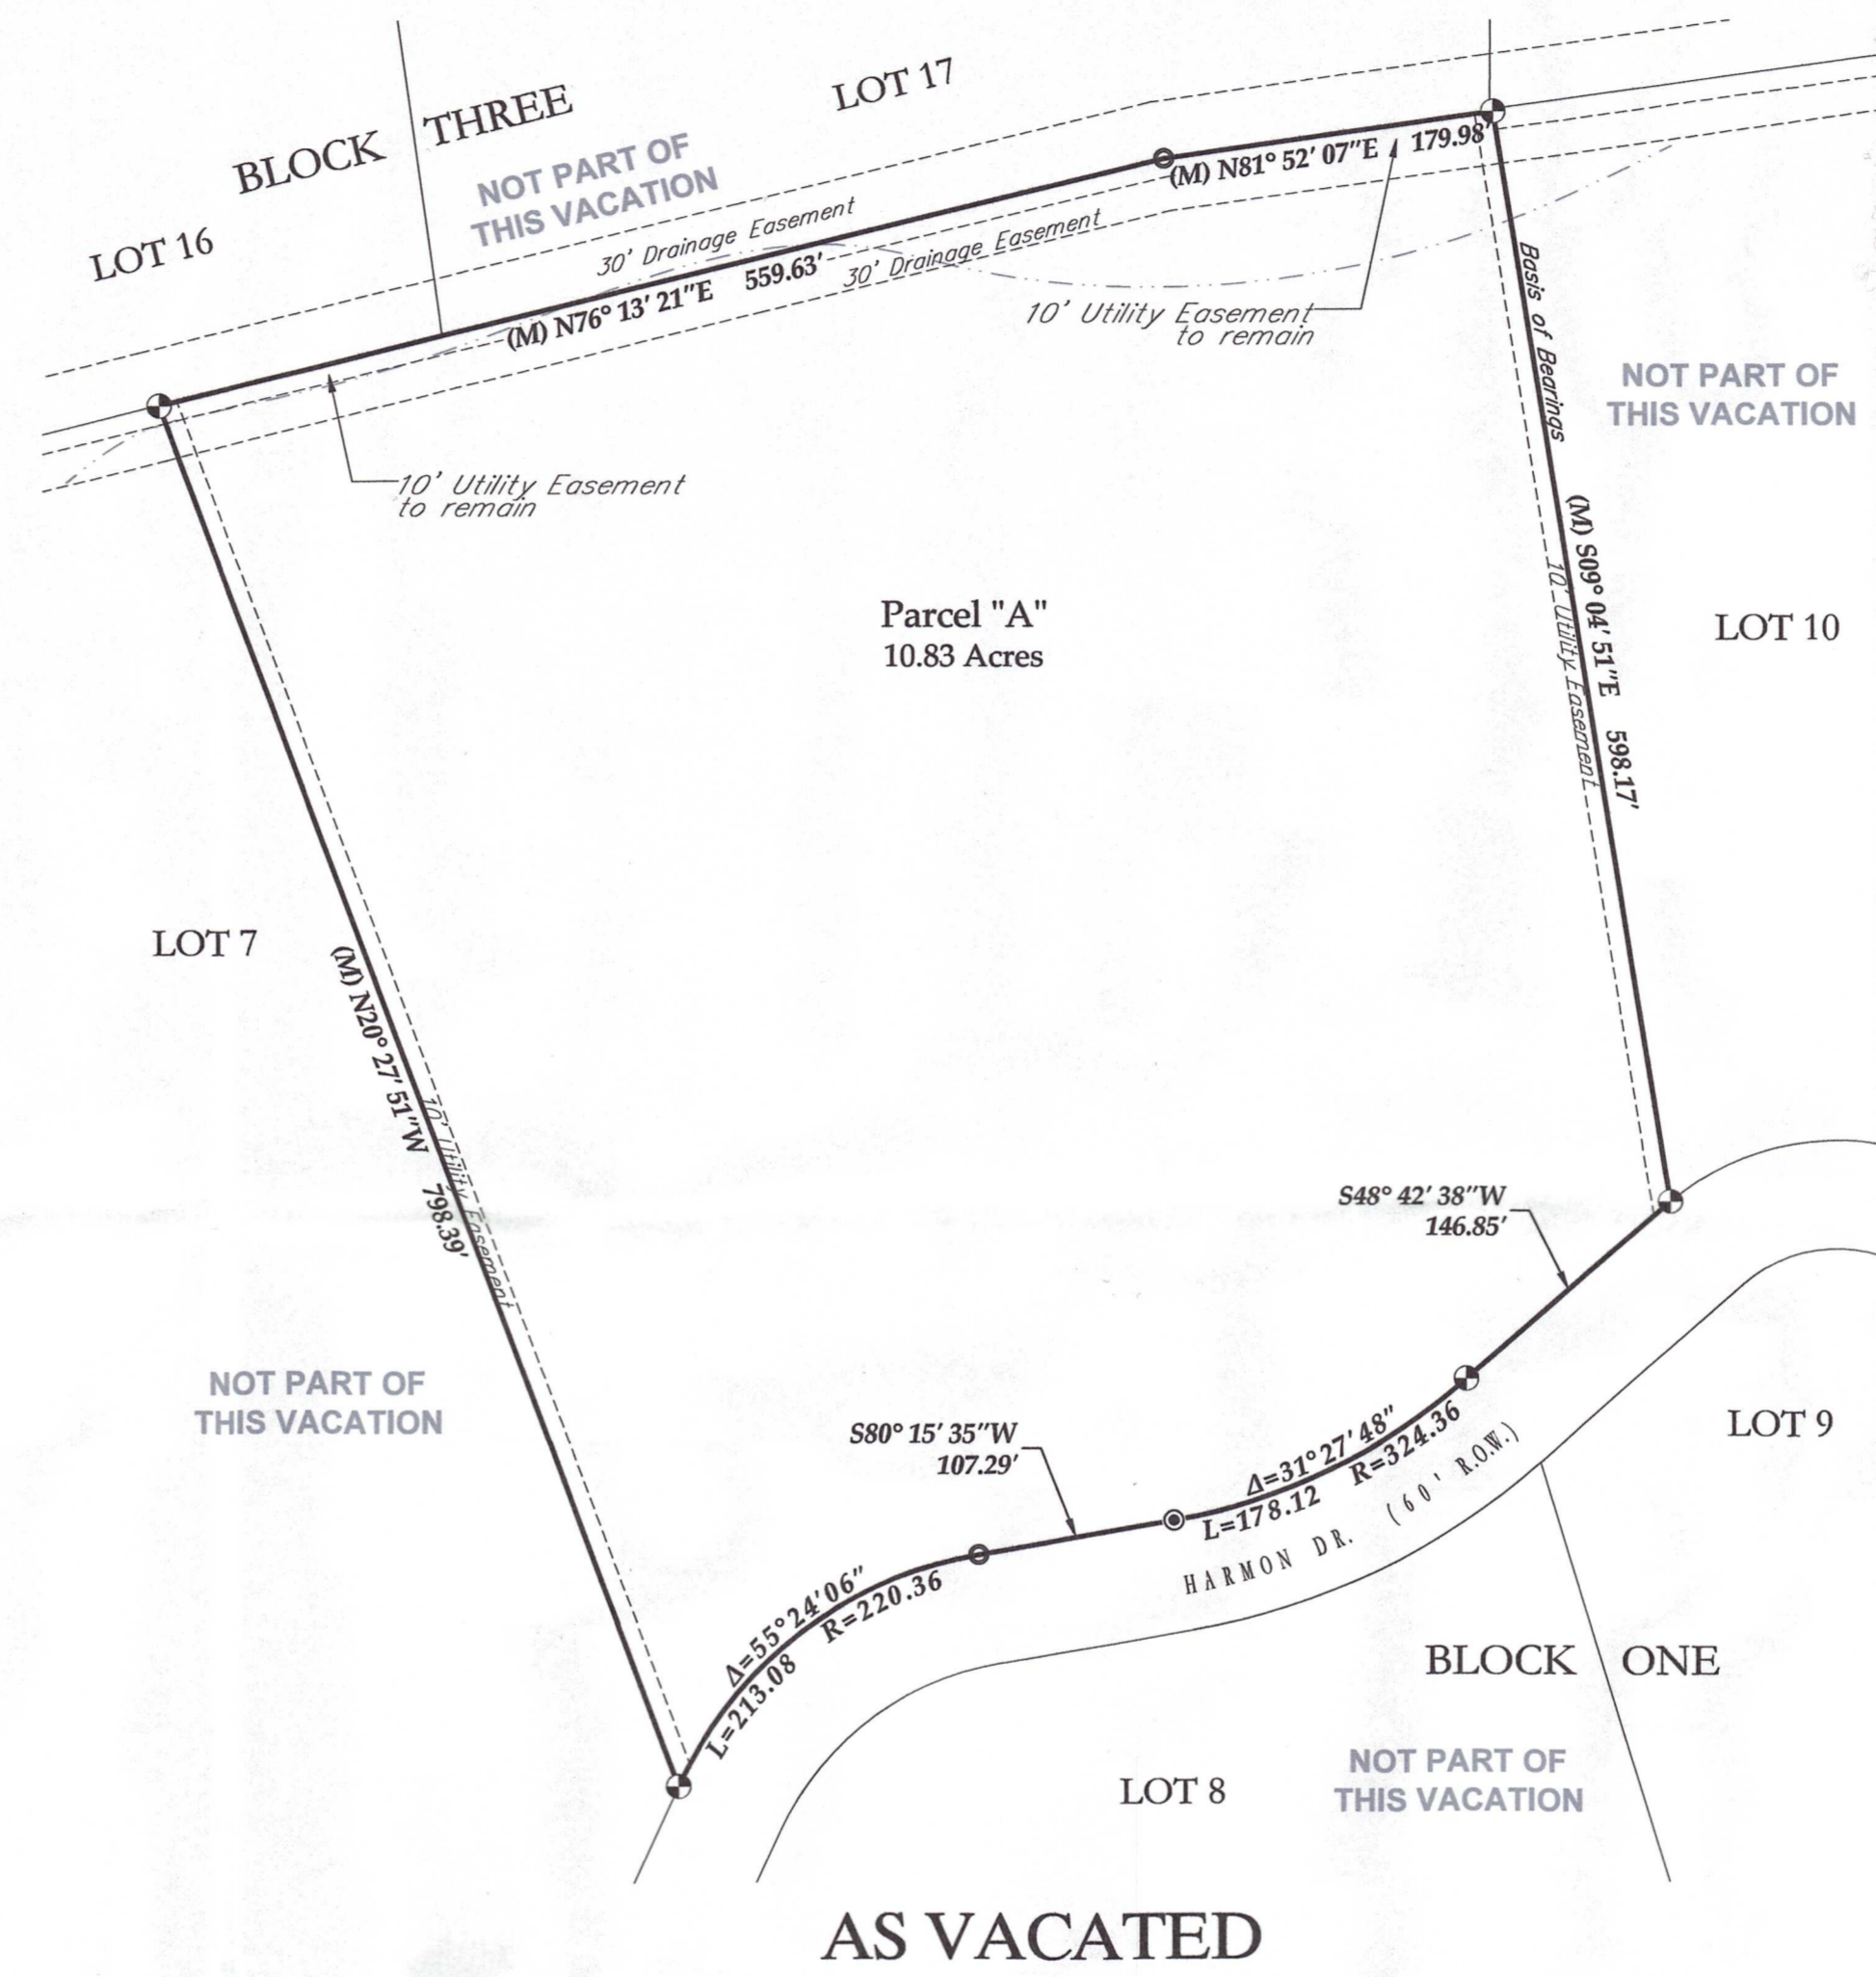 LOT 17
BLOCK THREE
NOT PART OF
THIS VACATION
LOT 16
(M) N81° 52' 07"E 179.98'
30' Drainage Easement
(M) N76° 13' 21"E 559.63'
30' Drainage Easement
10' Utility Easement
to remain
Basis of Bearings
NOT PART OF
THIS VACATION
10' Utility Easement
to remain
(M) S09° 04' 51"E 598.17'
10' Utility Easement
Parcel "A"
10.83 Acres
LOT 10
LOT 7
(M) N20° 27' 51"W 798.39'
10' Utility Easement
S48° 42' 38"W
146.85'
NOT PART OF
THIS VACATION
S80° 15' 35"W
107.29'
Δ=31°27'48"
L=178.12 R=324.36
HARMON DR. (60' R.O.W.)
LOT 9
Δ=55°24'06"
L=213.08 R=220.36
BLOCK ONE
LOT 8
NOT PART OF
THIS VACATION
AS VACATED